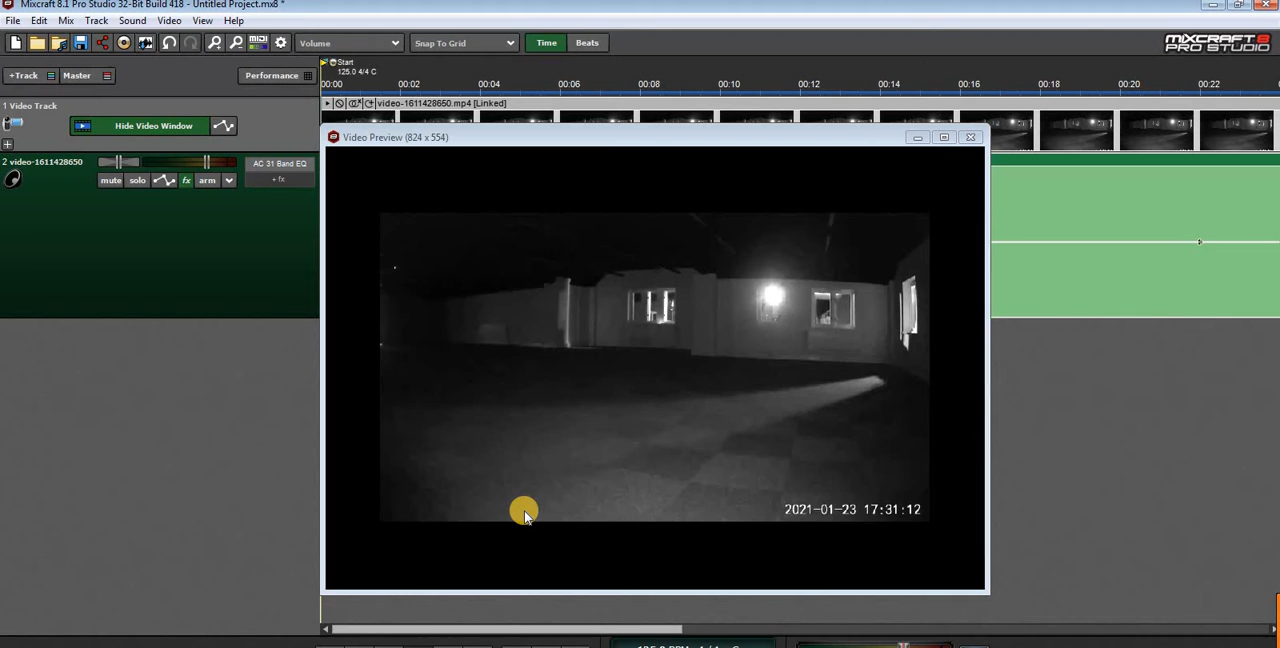 Mixcraft 8.1 Pro Studio 32-Bit Build 418 - Untitled Project.mx8 *
File Edit Mix Track Sound Video View Help
Volume Snap To Grid Time Beats MIXCRAFT 8 PRO STUDIO
+Track Master Performance
Start
125.0 4/4 C
00:00 00:02 00:04 00:06 00:08 00:10 00:12 00:14 00:16 00:18 00:20 00:22
1 Video Track
video-1611428650.mp4 [Linked]
Hide Video Window
Video Preview (824 x 554)
2 video-1611428650
AC 31 Band EQ
mute solo fx arm + fx
2021-01-23 17:31:12